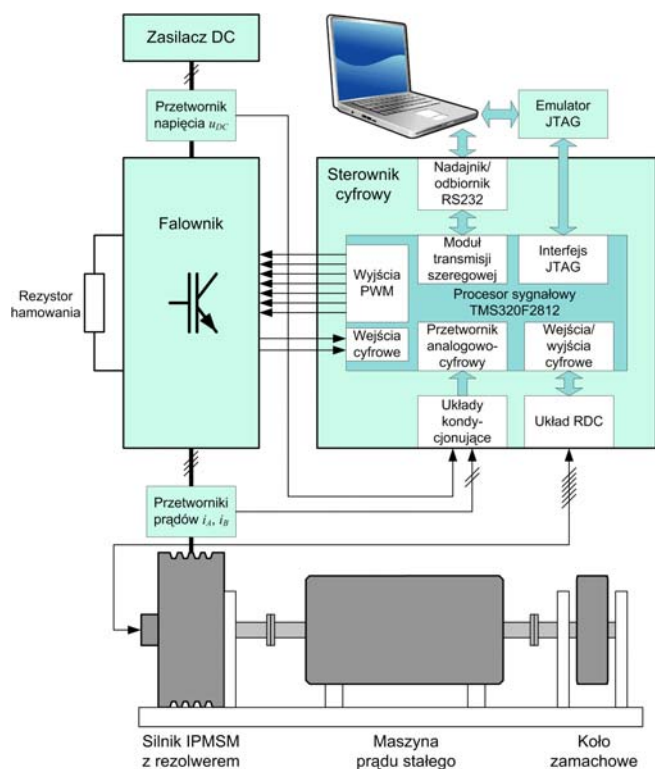 Zasilacz DC
Przetwornik
napięcia uDC
Falownik
Rezystor
hamowania
Przetworniki
prądów iA, iB
Emulator
JTAG
Sterownik
cyfrowy
Nadajnik/
odbiornik
RS232
Moduł
transmisji
szeregowej
Interfejs
JTAG
Wyjścia
PWM
Procesor sygnałowy
TMS320F2812
Wejścia
cyfrowe
Przetwornik
analogowo-
cyfrowy
Wejścia/
wyjścia
cyfrowe
Układy
kondy-
cjonujące
Układ RDC
Silnik IPMSM
z rezolwerem
Maszyna
prądu stałego
Koło
zamachowe